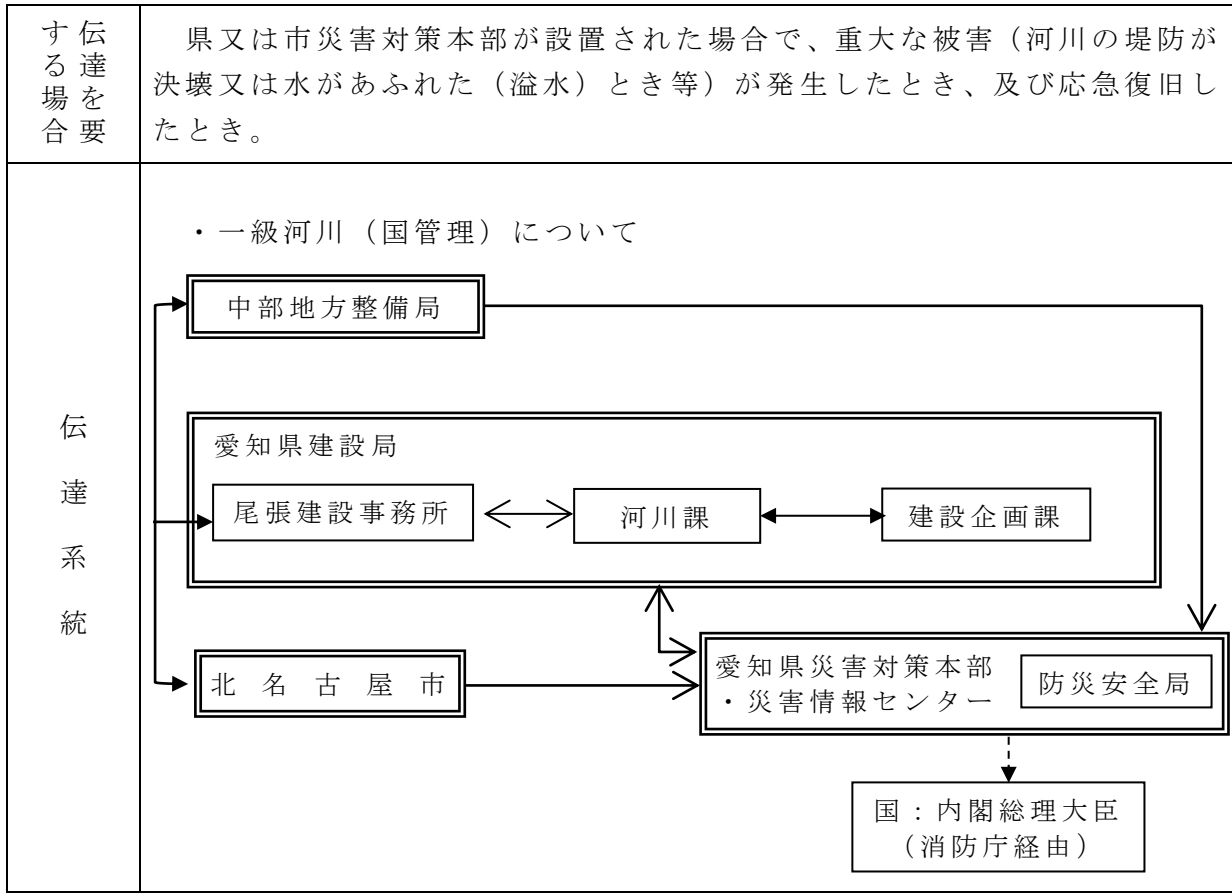 伝達を要
する場合
県又は市災害対策本部が設置された場合で、重大な被害（河川の堤防が
決壊又は水があふれた（溢水）とき等）が発生したとき、及び応急復旧し
たとき。
伝達系統
・一級河川（国管理）について
中部地方整備局
愛知県建設局
尾張建設事務所
河川課
建設企画課
北名古屋市
愛知県災害対策本部
・災害情報センター
防災安全局
国：内閣総理大臣
（消防庁経由）